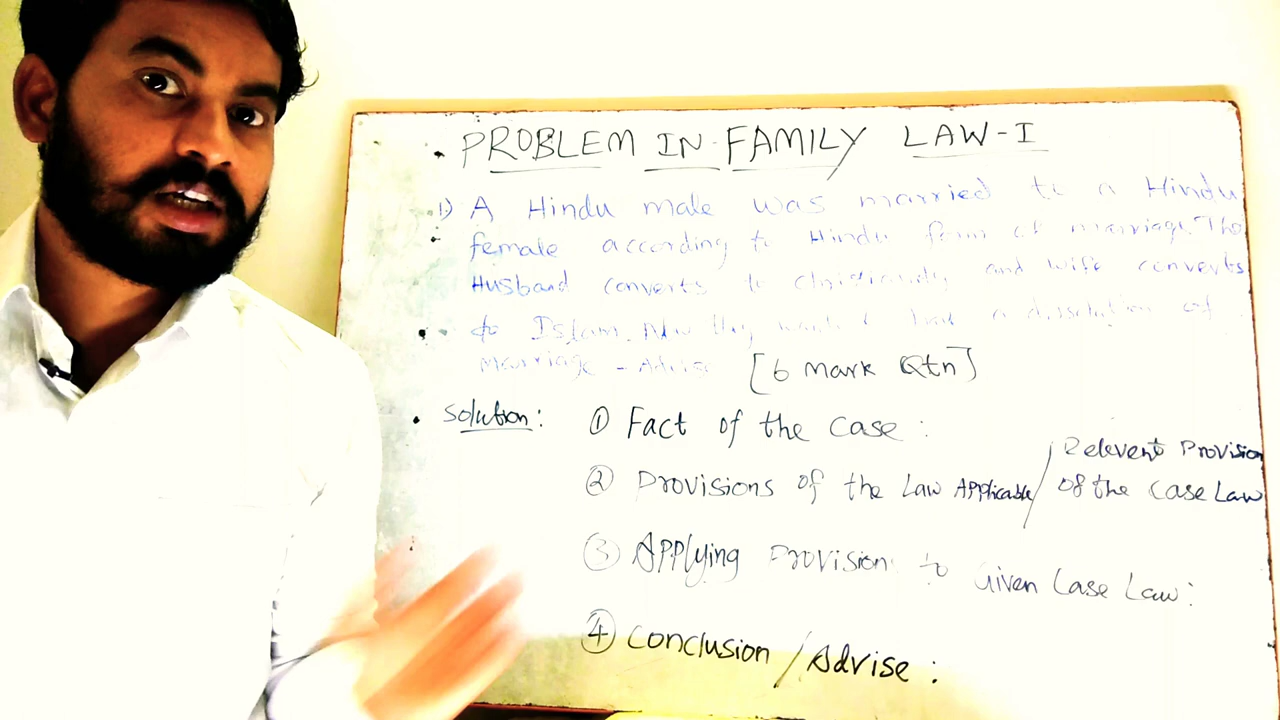 PROBLEM IN FAMILY LAW-I
1) A Hindu male was married to a Hindu
female according to Hindu form of marriage. The
Husband converts to christianity and wife converts
to Islam. Now they want a dissolution of
Marriage - Advise [6 mark Qtn]
Solution: ① Fact of the Case:
② Provisions of the Law Applicable / Relevent Provision
of the Case Law
③ Applying Provision to Given Case Law:
④ Conclusion / Advise: